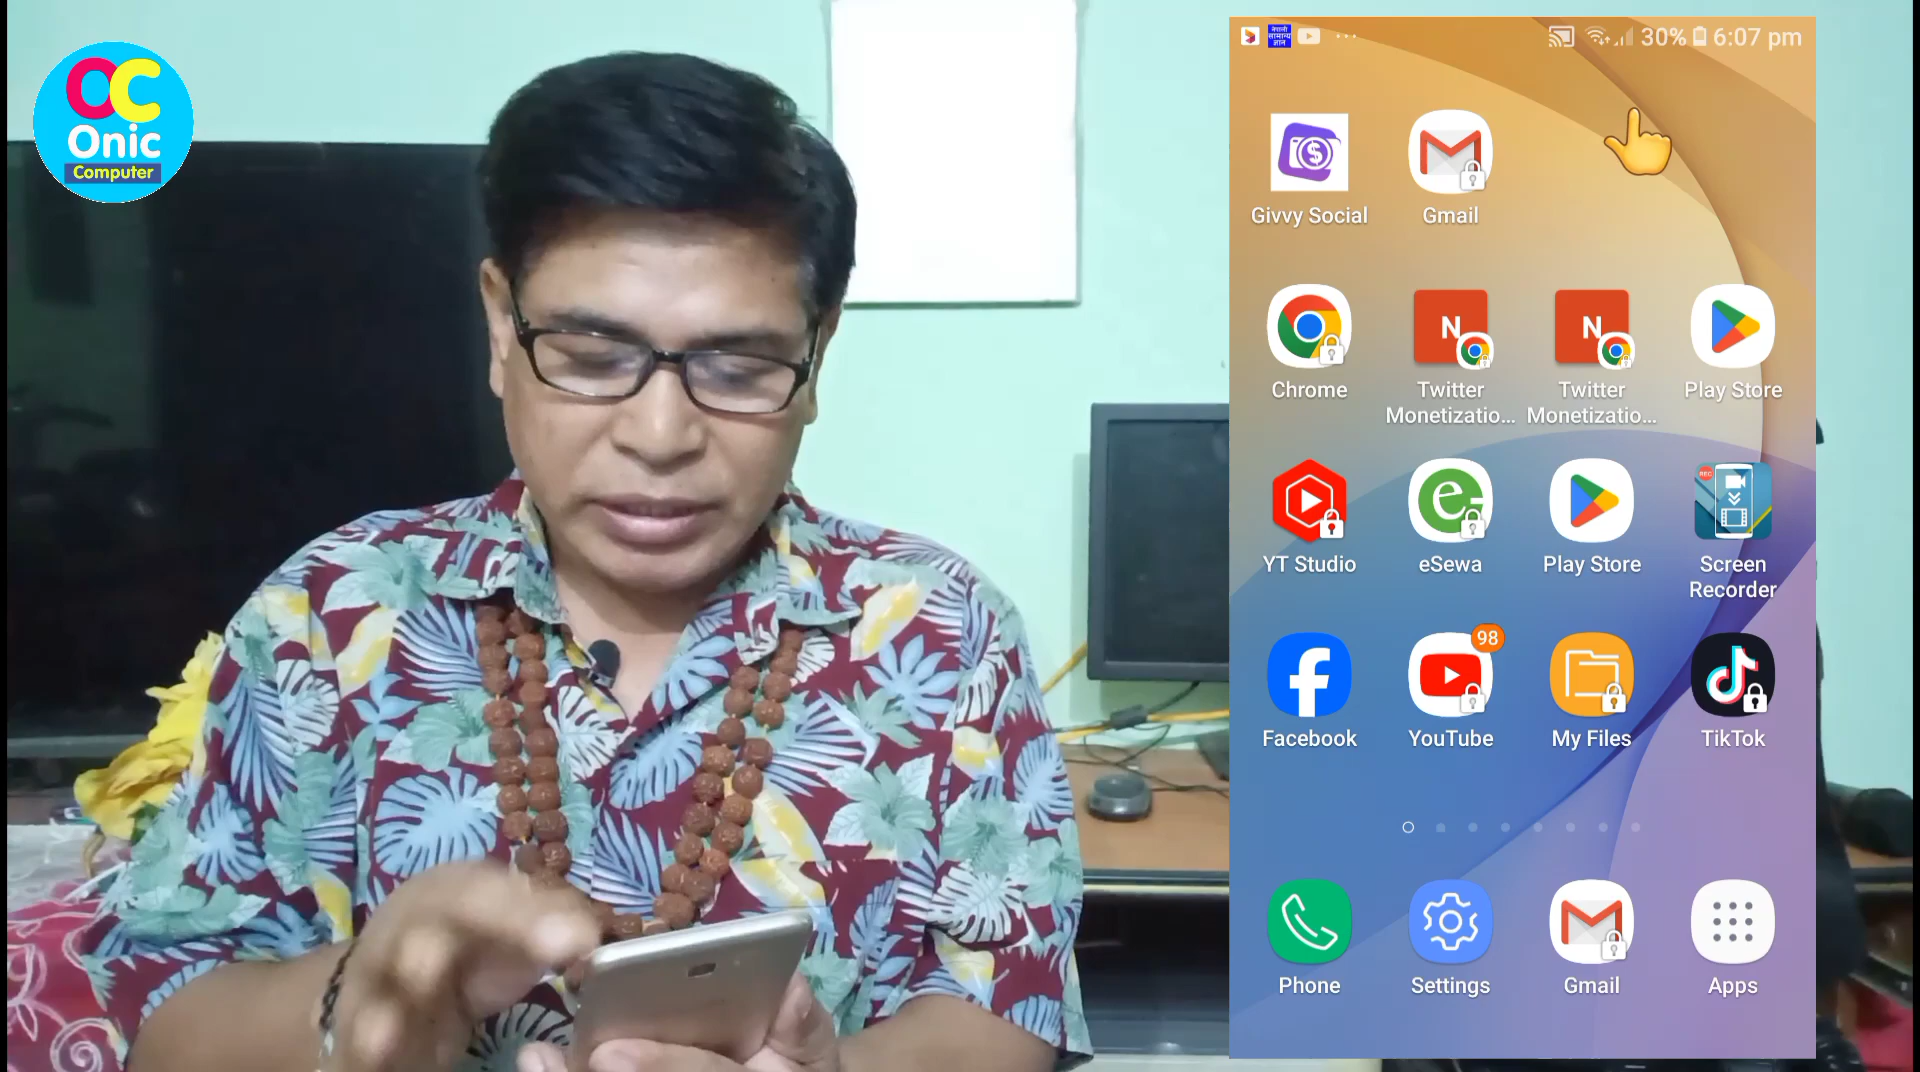 OC
Onic
Computer
नेपाली
सामान्य
ज्ञान
30% 6:07 pm
Givvy Social
Gmail
N
N
Chrome
Twitter
Monetizatio...
Twitter
Monetizatio...
Play Store
REC
YT Studio
eSewa
Play Store
Screen
Recorder
98
Facebook
YouTube
My Files
TikTok
Phone
Settings
Gmail
Apps